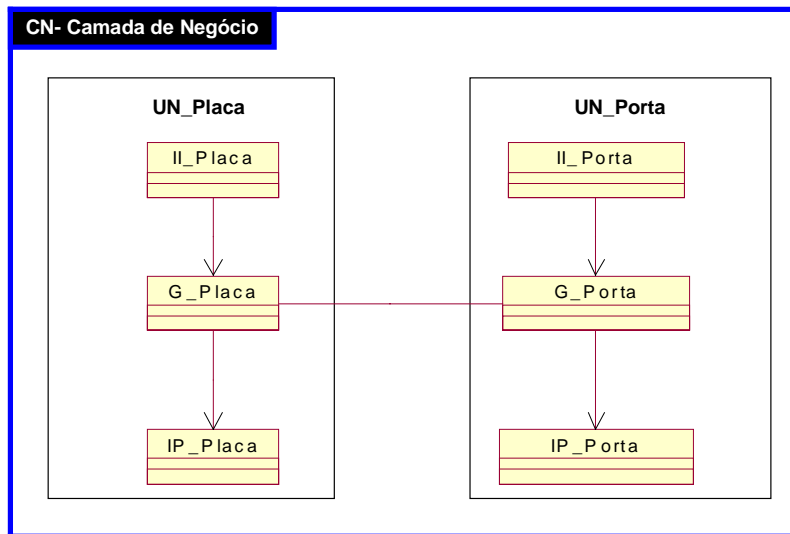 CN- Camada de Negócio
UN_Placa
UN_Porta
II_Placa
II_Porta
G_Placa
G_Porta
IP_Placa
IP_Porta